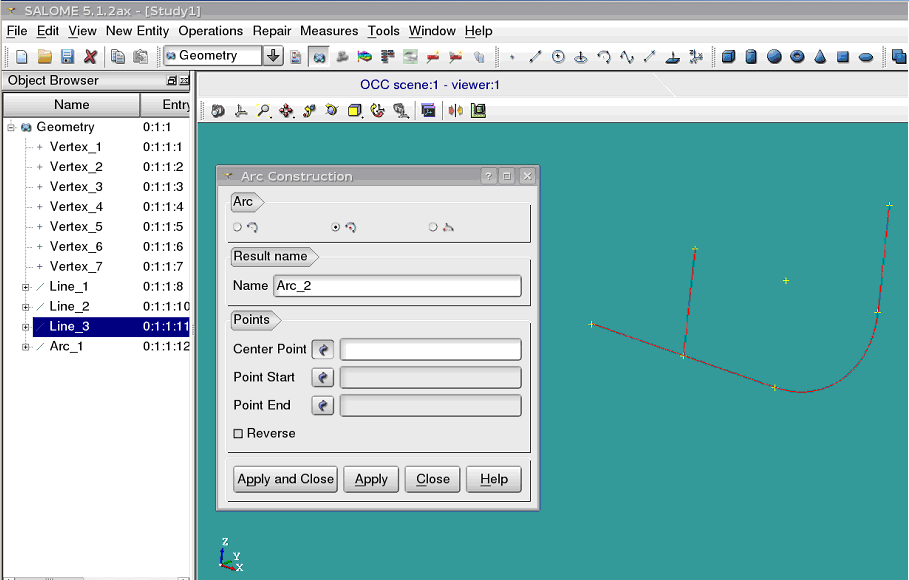 SALOME 5.1.2ax - [Study1]
File Edit View New Entity Operations Repair Measures Tools Window Help
Geometry
Object Browser
OCC scene:1 - viewer:1
Name Entry
Geometry 0:1:1
Vertex_1 0:1:1:1
Vertex_2 0:1:1:2
Vertex_3 0:1:1:3
Vertex_4 0:1:1:4
Vertex_5 0:1:1:5
Vertex_6 0:1:1:6
Vertex_7 0:1:1:7
Line_1 0:1:1:8
Line_2 0:1:1:10
Line_3 0:1:1:11
Arc_1 0:1:1:12
Arc Construction
Arc
Result name
Name Arc_2
Points
Center Point
Point Start
Point End
Reverse
Apply and Close Apply Close Help
Z
Y
X